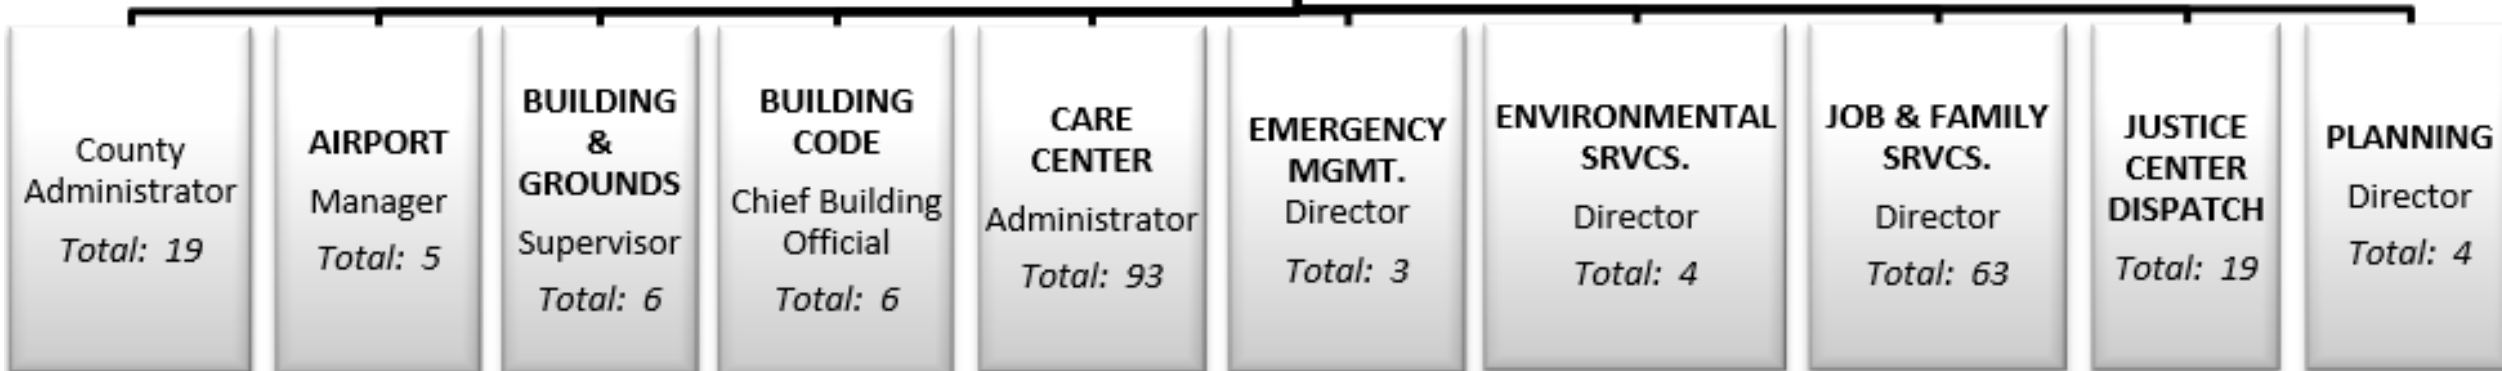 County
Administrator
Total: 19
AIRPORT
Manager
Total: 5
BUILDING
&
GROUNDS
Supervisor
Total: 6
BUILDING
CODE
Chief Building
Official
Total: 6
CARE
CENTER
Administrator
Total: 93
EMERGENCY
MGMT.
Director
Total: 3
ENVIRONMENTAL
SRVCS.
Director
Total: 4
JOB & FAMILY
SRVCS.
Director
Total: 63
JUSTICE
CENTER
DISPATCH
Total: 19
PLANNING
Director
Total: 4